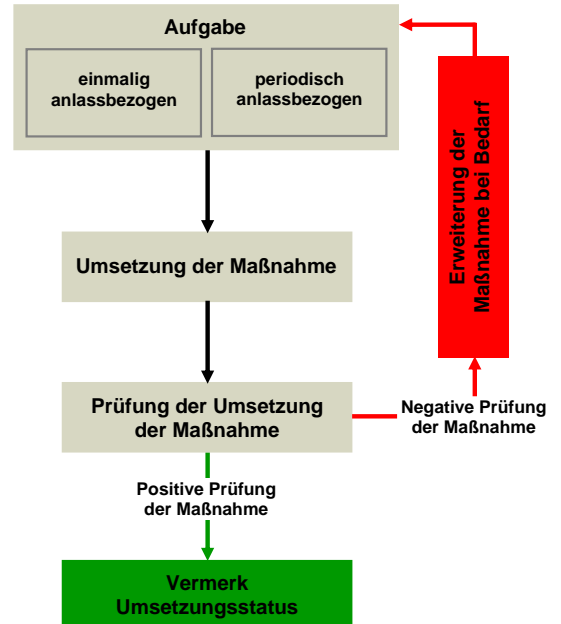 Aufgabe
einmalig
anlassbezogen
periodisch
anlassbezogen
Erweiterung der
Maßnahme bei Bedarf
Umsetzung der Maßnahme
Prüfung der Umsetzung
der Maßnahme
Negative Prüfung
der Maßnahme
Positive Prüfung
der Maßnahme
Vermerk
Umsetzungsstatus